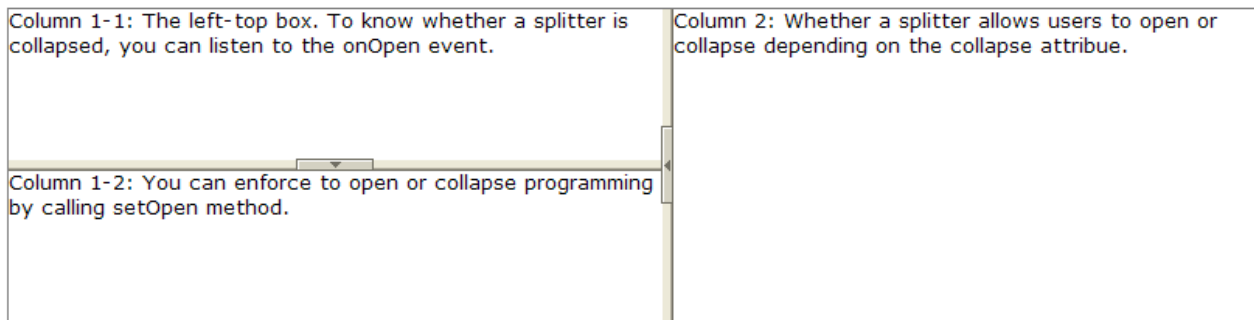 Column 1-1: The left-top box. To know whether a splitter is
collapsed, you can listen to the onOpen event.
Column 1-2: You can enforce to open or collapse programming
by calling setOpen method.
Column 2: Whether a splitter allows users to open or
collapse depending on the collapse attribue.